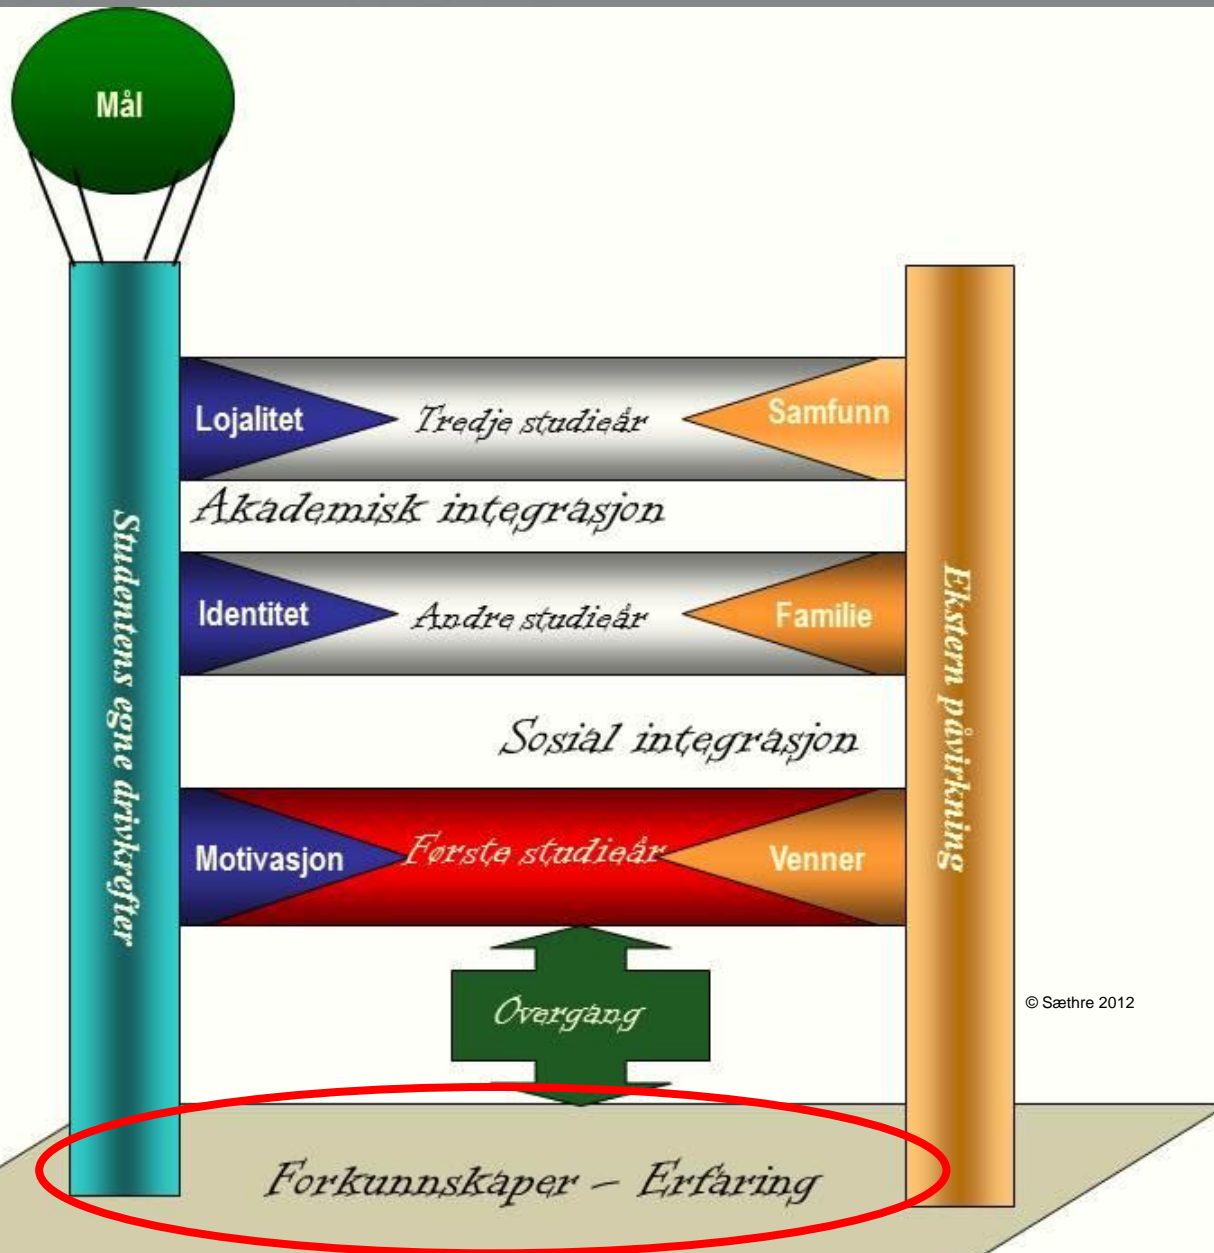 Mål
Lojalitet
Tredje studieår
Samfunn
Akademisk integrasjon
Identitet
Andre studieår
Familie
Studentens egne drivkrefter
Ekstern påvirkning
Sosial integrasjon
Motivasjon
Første studieår
Venner
Overgang
© Sæthre 2012
Forkunnskaper – Erfaring